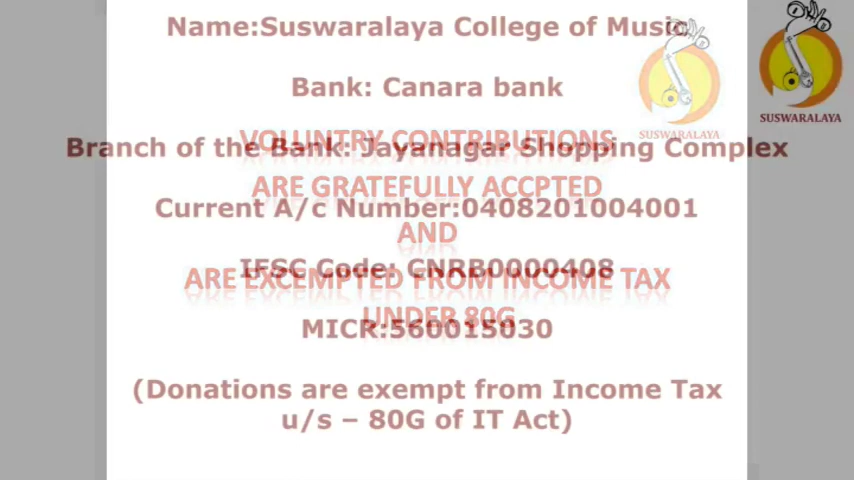 Name:Suswaralaya College of Music
Bank: Canara bank
SUSWARALAYA
SUSWARALAYA
VOLUNTRY CONTRIBUTIONS
Branch of the Bank: Jayanagar Shopping Complex
ARE GRATEFULLY ACCPTED
Current A/c Number:0408201004001
AND
IFSC Code: CNRB0000408
ARE EXCEMPTED FROM INCOME TAX
UNDER 80G
MICR:560015030
(Donations are exempt from Income Tax
u/s – 80G of IT Act)